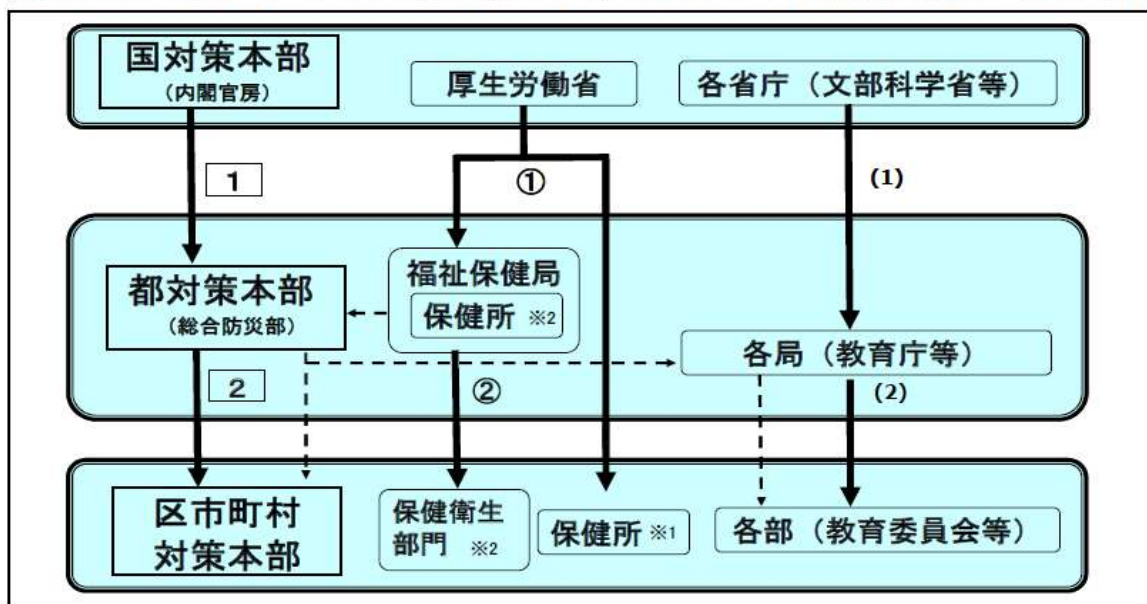 国対策本部
(内閣官房)
厚生労働省
各省庁（文部科学省等）
1
①
(1)
都対策本部
(総合防災部)
福祉保健局
保健所 ※2
各局（教育庁等）
2
②
(2)
区市町村
対策本部
保健衛生
部門 ※2
保健所 ※1
各部（教育委員会等）